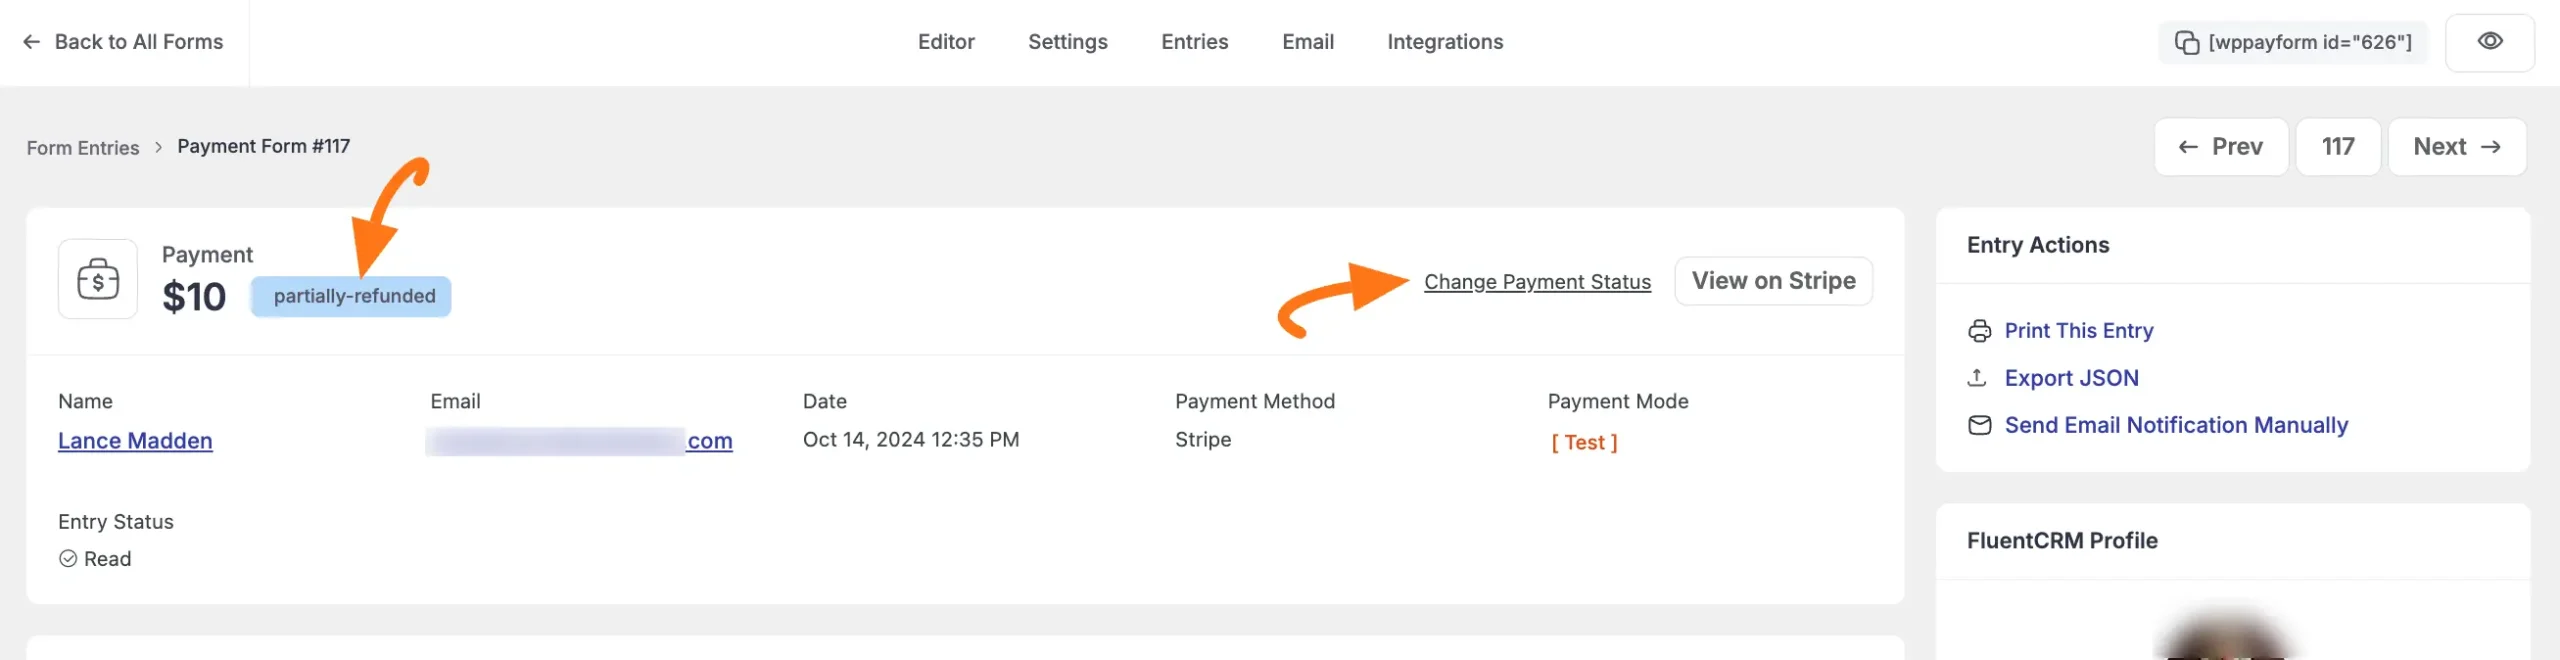 Back to All Forms
Editor Settings Entries Email Integrations
[wppayform id="626"]
Form Entries > Payment Form #117
← Prev 117 Next →
Payment
$10 partially-refunded
Change Payment Status View on Stripe
Name
Lance Madden
Email
.com
Date
Oct 14, 2024 12:35 PM
Payment Method
Stripe
Payment Mode
[ Test ]
Entry Status
Read
Entry Actions
Print This Entry
Export JSON
Send Email Notification Manually
FluentCRM Profile